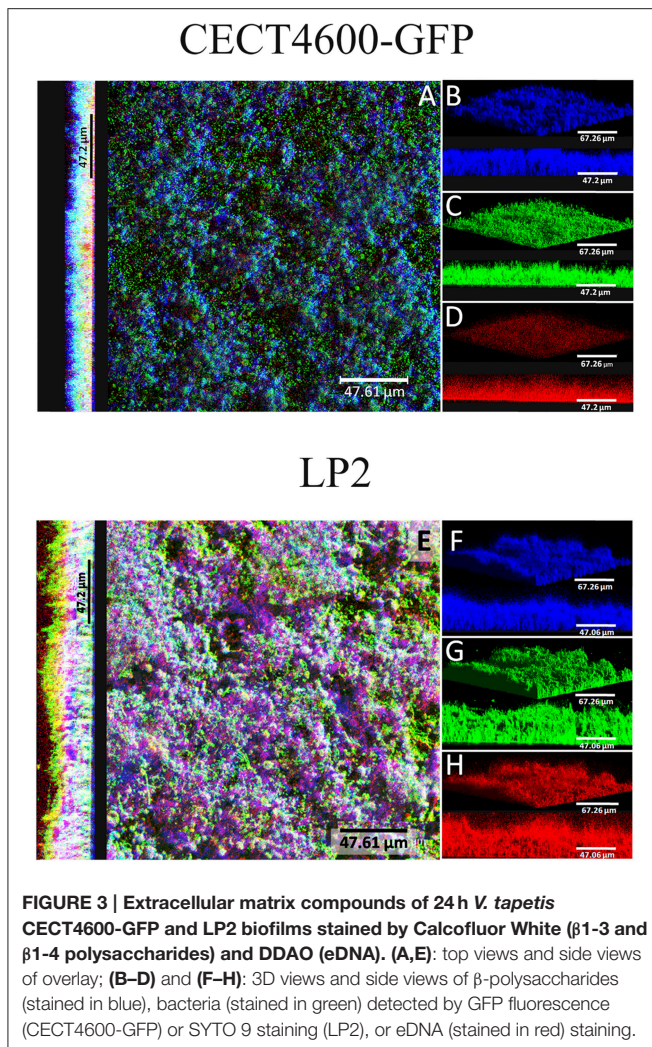 CECT4600-GFP
47.2 µm
A
47.61 µm
B
67.26 µm
47.2 µm
C
67.26 µm
47.2 µm
D
67.26 µm
47.2 µm
LP2
47.2 µm
E
47.61 µm
F
67.26 µm
47.06 µm
G
67.26 µm
47.06 µm
H
67.26 µm
47.06 µm
FIGURE 3 | Extracellular matrix compounds of 24 h V. tapetis
CECT4600-GFP and LP2 biofilms stained by Calcofluor White (β1-3 and
β1-4 polysaccharides) and DDAO (eDNA). (A,E): top views and side views
of overlay; (B–D) and (F–H): 3D views and side views of β-polysaccharides
(stained in blue), bacteria (stained in green) detected by GFP fluorescence
(CECT4600-GFP) or SYTO 9 staining (LP2), or eDNA (stained in red) staining.